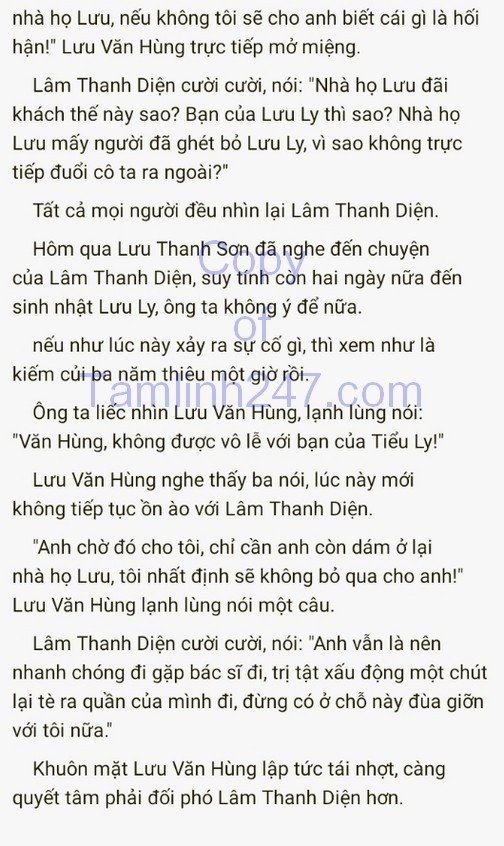 nhà họ Lưu, nếu không tôi sẽ cho anh biết cái gì là hối
hận!" Lưu Văn Hùng trực tiếp mở miệng.
Lâm Thanh Diện cười cười, nói: "Nhà họ Lưu đãi
khách thế này sao? Bạn của Lưu Ly thì sao? Nhà họ
Lưu mấy người đã ghét bỏ Lưu Ly, vì sao không trực
tiếp đuổi cô ta ra ngoài?"
Tất cả mọi người đều nhìn lại Lâm Thanh Diện.
Hôm qua Lưu Thanh Sơn đã nghe đến chuyện
của Lâm Thanh Diện, suy tính còn hai ngày nữa đến
sinh nhật Lưu Ly, ông ta không ý để nữa.
nếu như lúc này xảy ra sự cố gì, thì xem như là
kiếm củi ba năm thiêu một giờ rồi.
Ông ta liếc nhìn Lưu Văn Hùng, lạnh lùng nói:
"Văn Hùng, không được vô lễ với bạn của Tiểu Ly!"
Lưu Văn Hùng nghe thấy ba nói, lúc này mới
không tiếp tục ồn ào với Lâm Thanh Diện.
"Anh chờ đó cho tôi, chỉ cần anh còn dám ở lại
nhà họ Lưu, tôi nhất định sẽ không bỏ qua cho anh!"
Lưu Văn Hùng lạnh lùng nói một câu.
Lâm Thanh Diện cười cười, nói: "Anh vẫn là nên
nhanh chóng đi gặp bác sĩ đi, trị tật xấu động một chút
lại tè ra quần của mình đi, đừng có ở chỗ này đùa giỡn
với tôi nữa."
Khuôn mặt Lưu Văn Hùng lập tức tái nhợt, càng
quyết tâm phải đối phó Lâm Thanh Diện hơn.
Copy
of
Tamlinh247.com